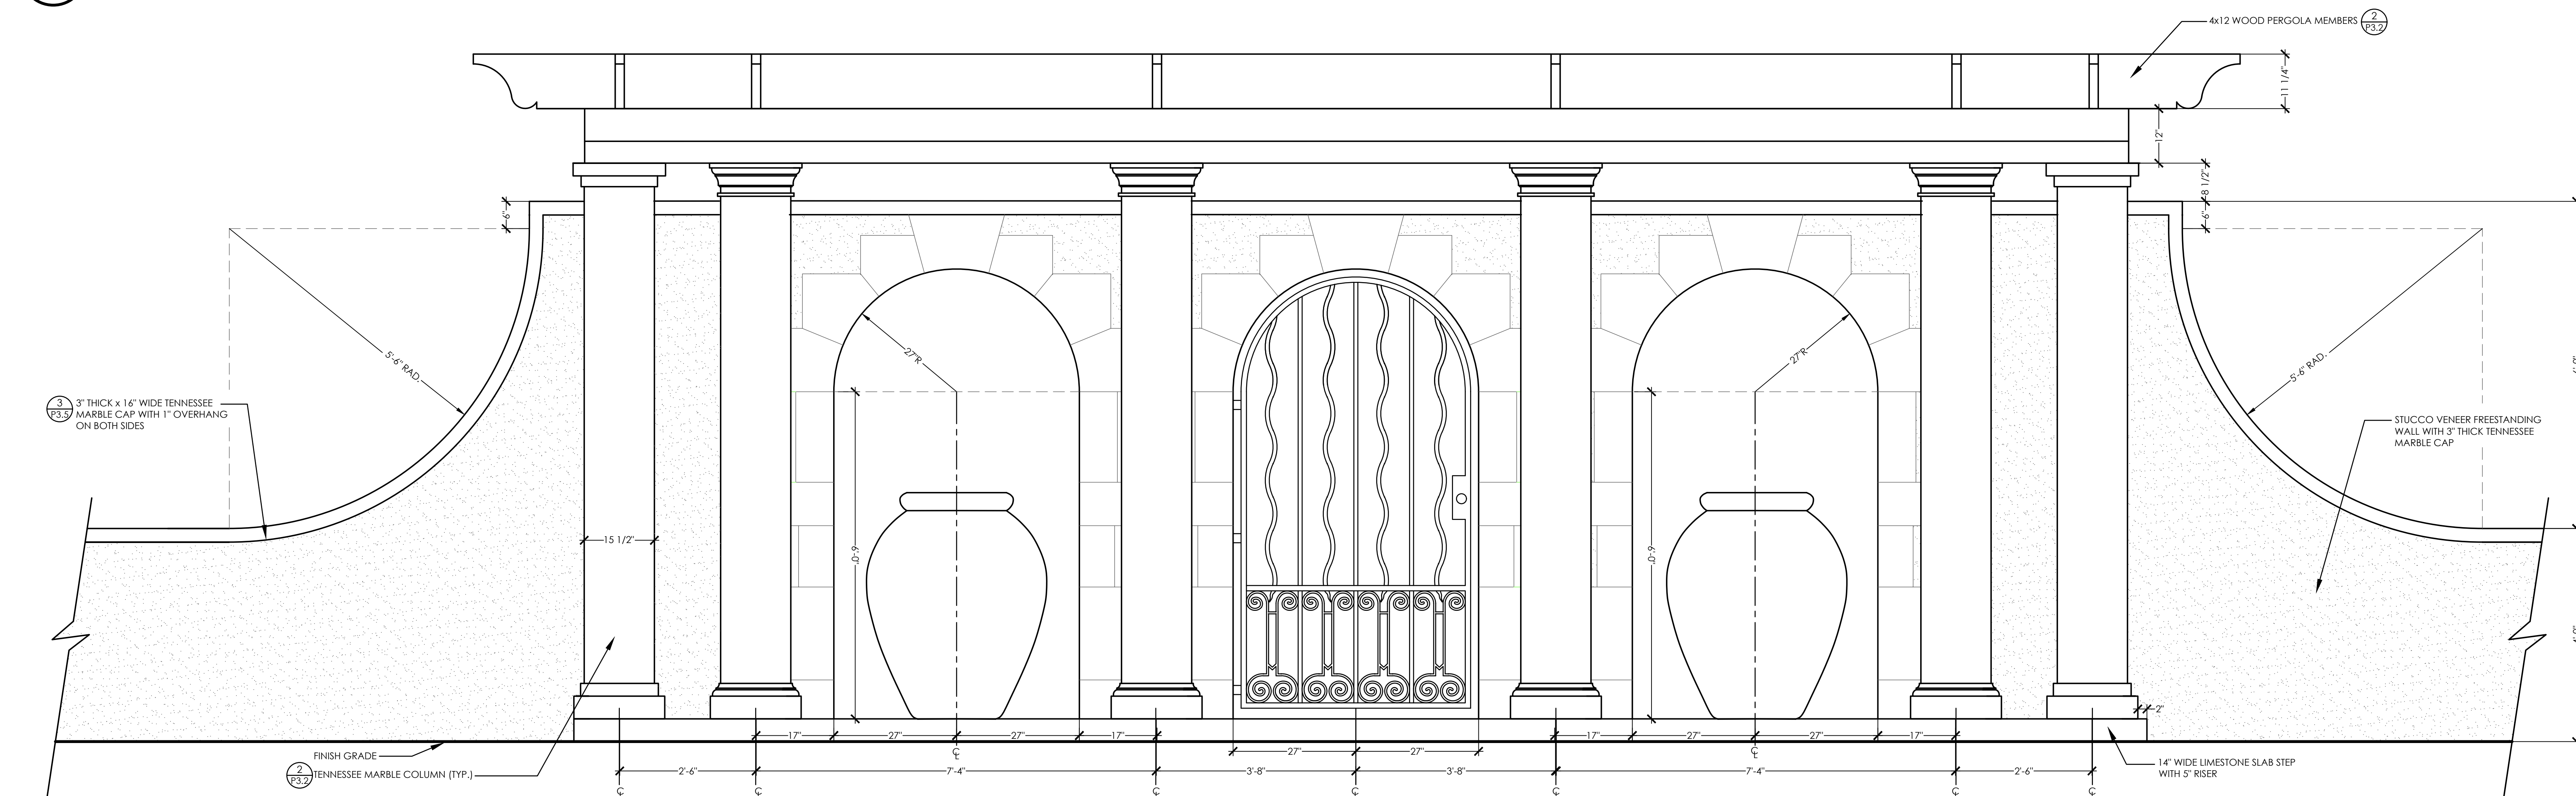 4x12 WOOD PERGOLA MEMBERS
2
P3.2
11 1/4"
12"
8 1/2"
6"
6"
5'-6" RAD.
27"R
27"R
5'-6" RAD.
3
P3.5
3" THICK x 16" WIDE TENNESSEE
MARBLE CAP WITH 1" OVERHANG
ON BOTH SIDES
STUCCO VENEER FREESTANDING
WALL WITH 3" THICK TENNESSEE
MARBLE CAP
15 1/2"
6'-0"
6'-0"
2"
17"
27"
27"
17"
17"
27"
27"
17"
27"
27"
FINISH GRADE
2
P3.2
TENNESSEE MARBLE COLUMN (TYP.)
2'-6"
7'-4"
3'-8"
3'-8"
7'-4"
2'-6"
14" WIDE LIMESTONE SLAB STEP
WITH 5" RISER